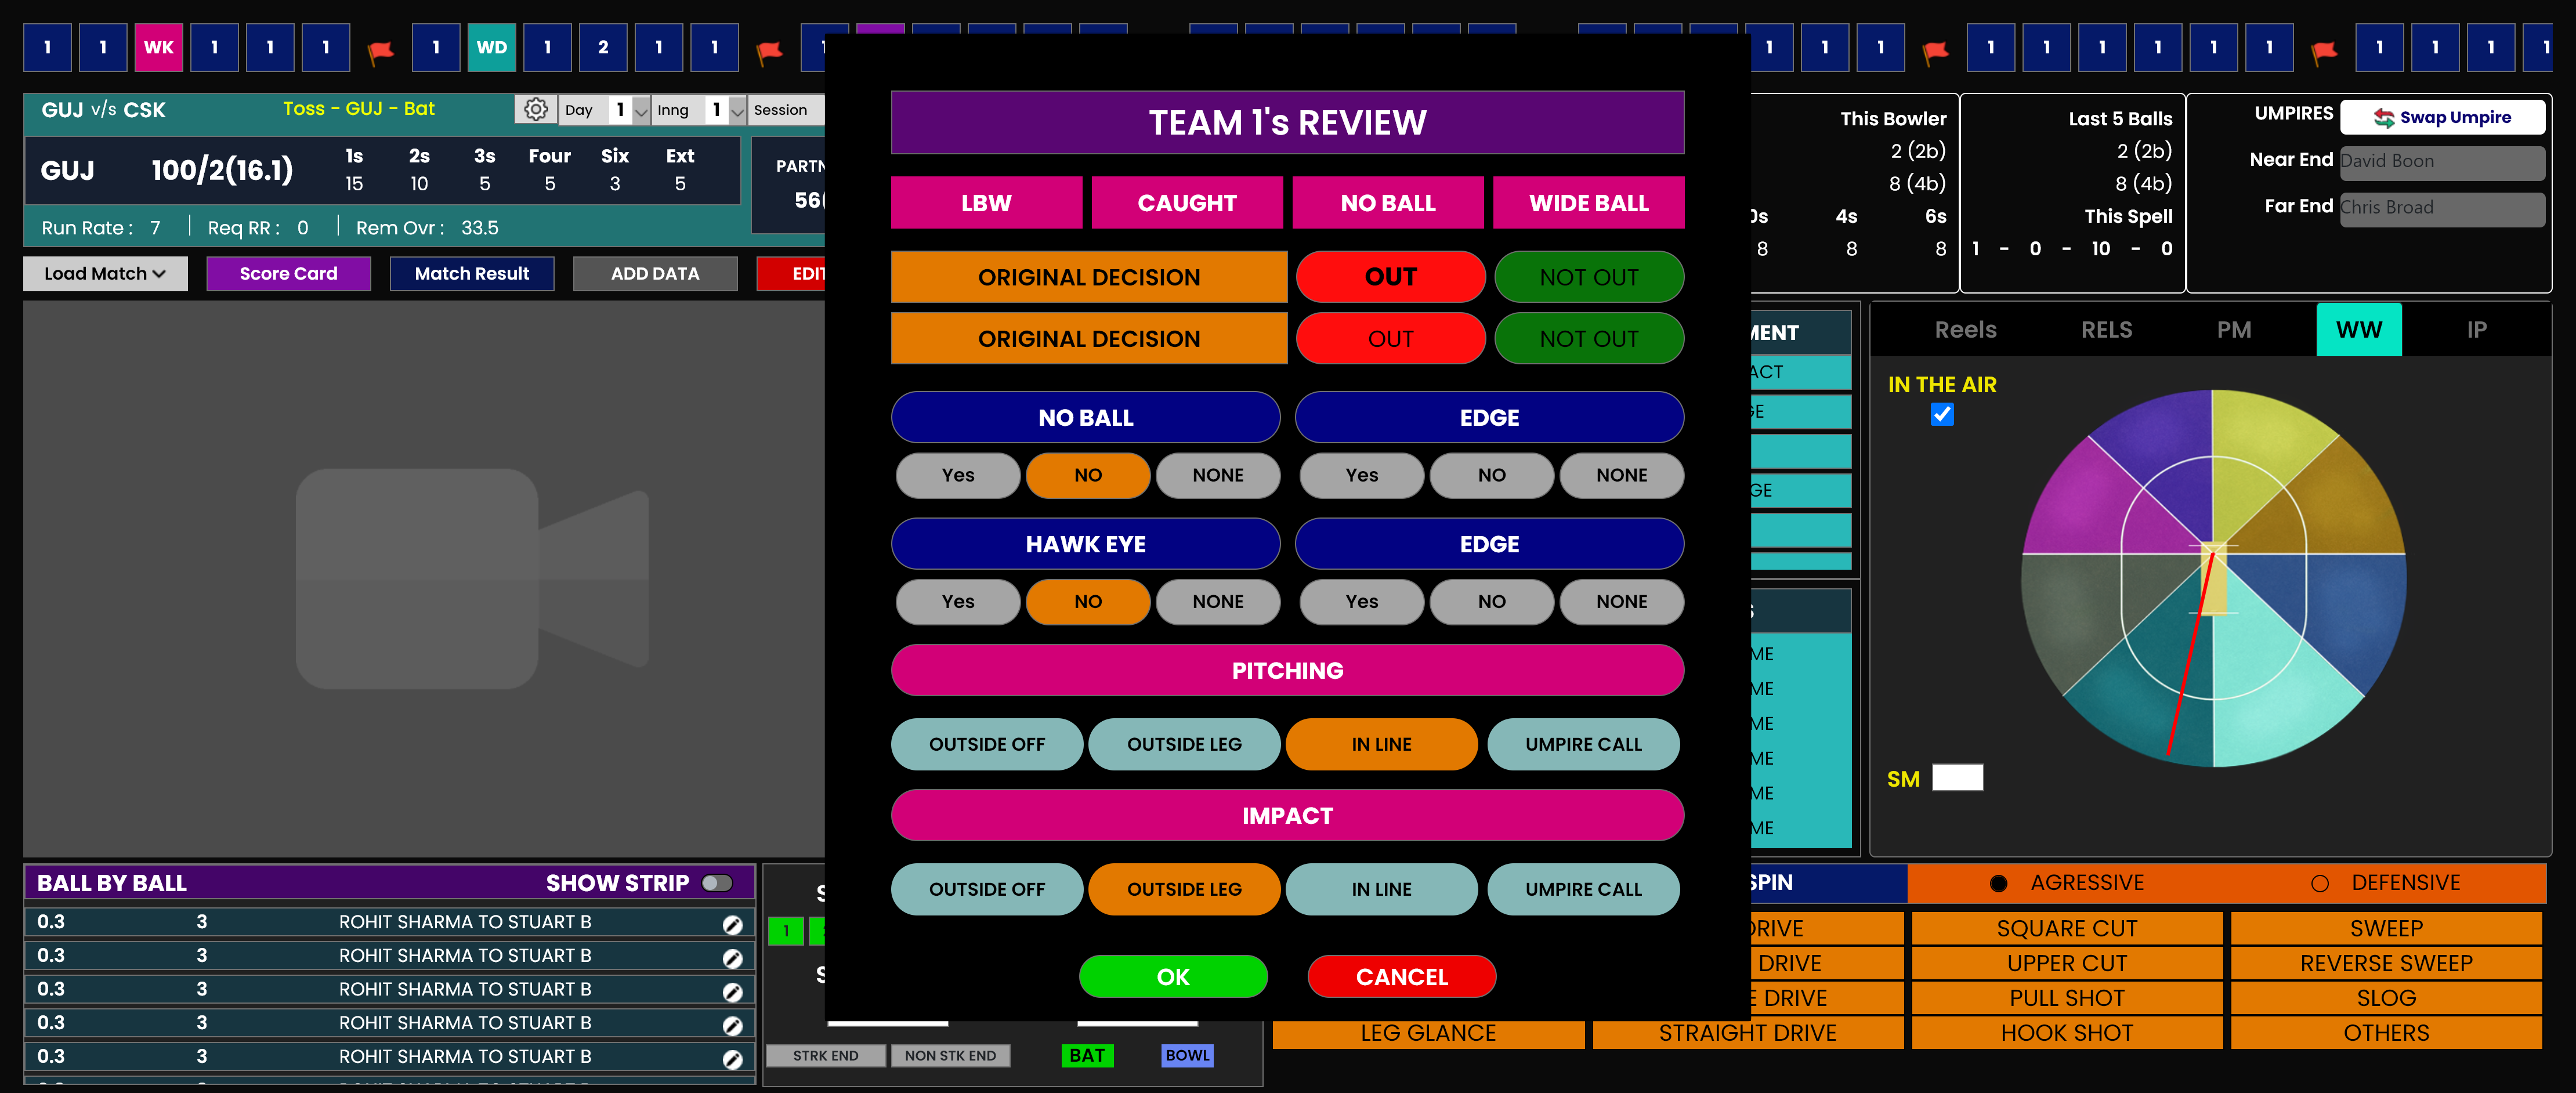 1 1 WK 1 1 1 1 WD 1 2 1 1 1 1 1 1 1 1 1 1 1 1 1 1 1 1
GUJ v/s CSK Toss - GUJ - Bat Day 1 Inng 1 Session
GUJ 100/2(16.1)
1s 2s 3s Four Six Ext
15 10 5 5 3 5
Run Rate : 7 Req RR : 0 Rem Ovr : 33.5
PARTN
56(
Load Match Score Card Match Result ADD DATA EDIT
TEAM 1's REVIEW
LBW CAUGHT NO BALL WIDE BALL
ORIGINAL DECISION OUT NOT OUT
ORIGINAL DECISION OUT NOT OUT
NO BALL EDGE
Yes NO NONE Yes NO NONE
HAWK EYE EDGE
Yes NO NONE Yes NO NONE
PITCHING
OUTSIDE OFF OUTSIDE LEG IN LINE UMPIRE CALL
IMPACT
OUTSIDE OFF OUTSIDE LEG IN LINE UMPIRE CALL
OK CANCEL
This Bowler
2 (2b)
8 (4b)
0s 4s 6s
8 8 8
Last 5 Balls
2 (2b)
8 (4b)
This Spell
1 - 0 - 10 - 0
UMPIRES Swap Umpire
Near End David Boon
Far End Chris Broad
MENT
ACT
GE
GE
S
ME
ME
ME
ME
ME
ME
Reels RELS PM WW IP
IN THE AIR
SM
BALL BY BALL SHOW STRIP
0.3 3 ROHIT SHARMA TO STUART B
0.3 3 ROHIT SHARMA TO STUART B
0.3 3 ROHIT SHARMA TO STUART B
0.3 3 ROHIT SHARMA TO STUART B
0.3 3 ROHIT SHARMA TO STUART B
S
1
S
STRK END NON STK END BAT BOWL
SPIN AGRESSIVE DEFENSIVE
DRIVE SQUARE CUT SWEEP
DRIVE UPPER CUT REVERSE SWEEP
E DRIVE PULL SHOT SLOG
LEG GLANCE STRAIGHT DRIVE HOOK SHOT OTHERS